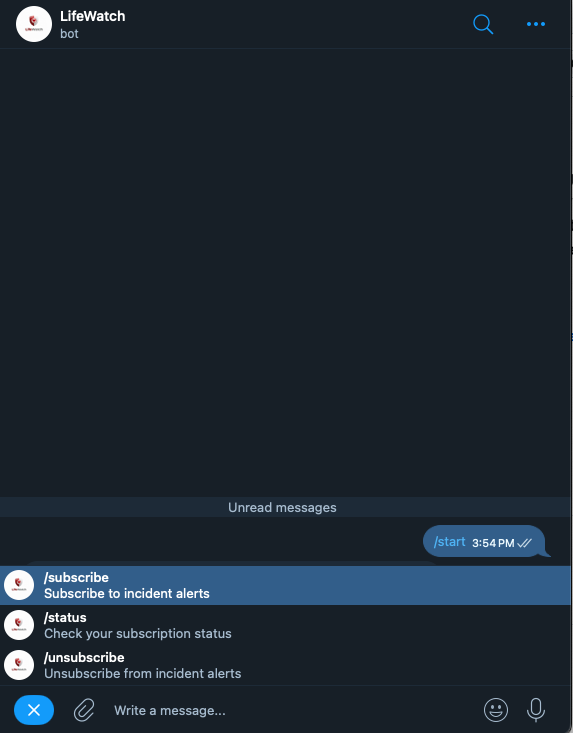 LifeWatch
bot
Unread messages
/start 3:54 PM
/subscribe
Subscribe to incident alerts
/status
Check your subscription status
/unsubscribe
Unsubscribe from incident alerts
Write a message...